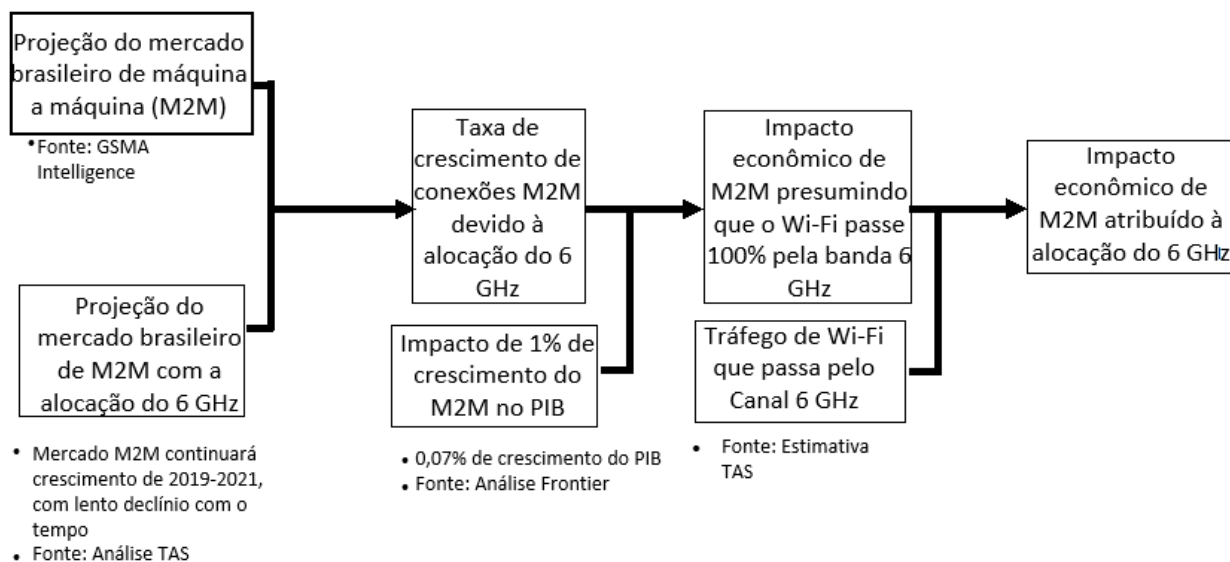 Projeção do mercado
brasileiro de máquina
a máquina (M2M)
•Fonte: GSMA
Intelligence
Projeção do
mercado brasileiro
de M2M com a
alocação do 6 GHz
• Mercado M2M continuará
crescimento de 2019-2021,
com lento declínio com o
tempo
• Fonte: Análise TAS
Taxa de
crescimento de
conexões M2M
devido à
alocação do 6
GHz
Impacto de 1% de
crescimento do
M2M no PIB
• 0,07% de crescimento do PIB
• Fonte: Análise Frontier
Impacto
econômico de
M2M presumindo
que o Wi-Fi passe
100% pela banda 6
GHz
Tráfego de Wi-Fi
que passa pelo
Canal 6 GHz
• Fonte: Estimativa
TAS
Impacto
econômico de
M2M atribuído à
alocação do 6 GHz